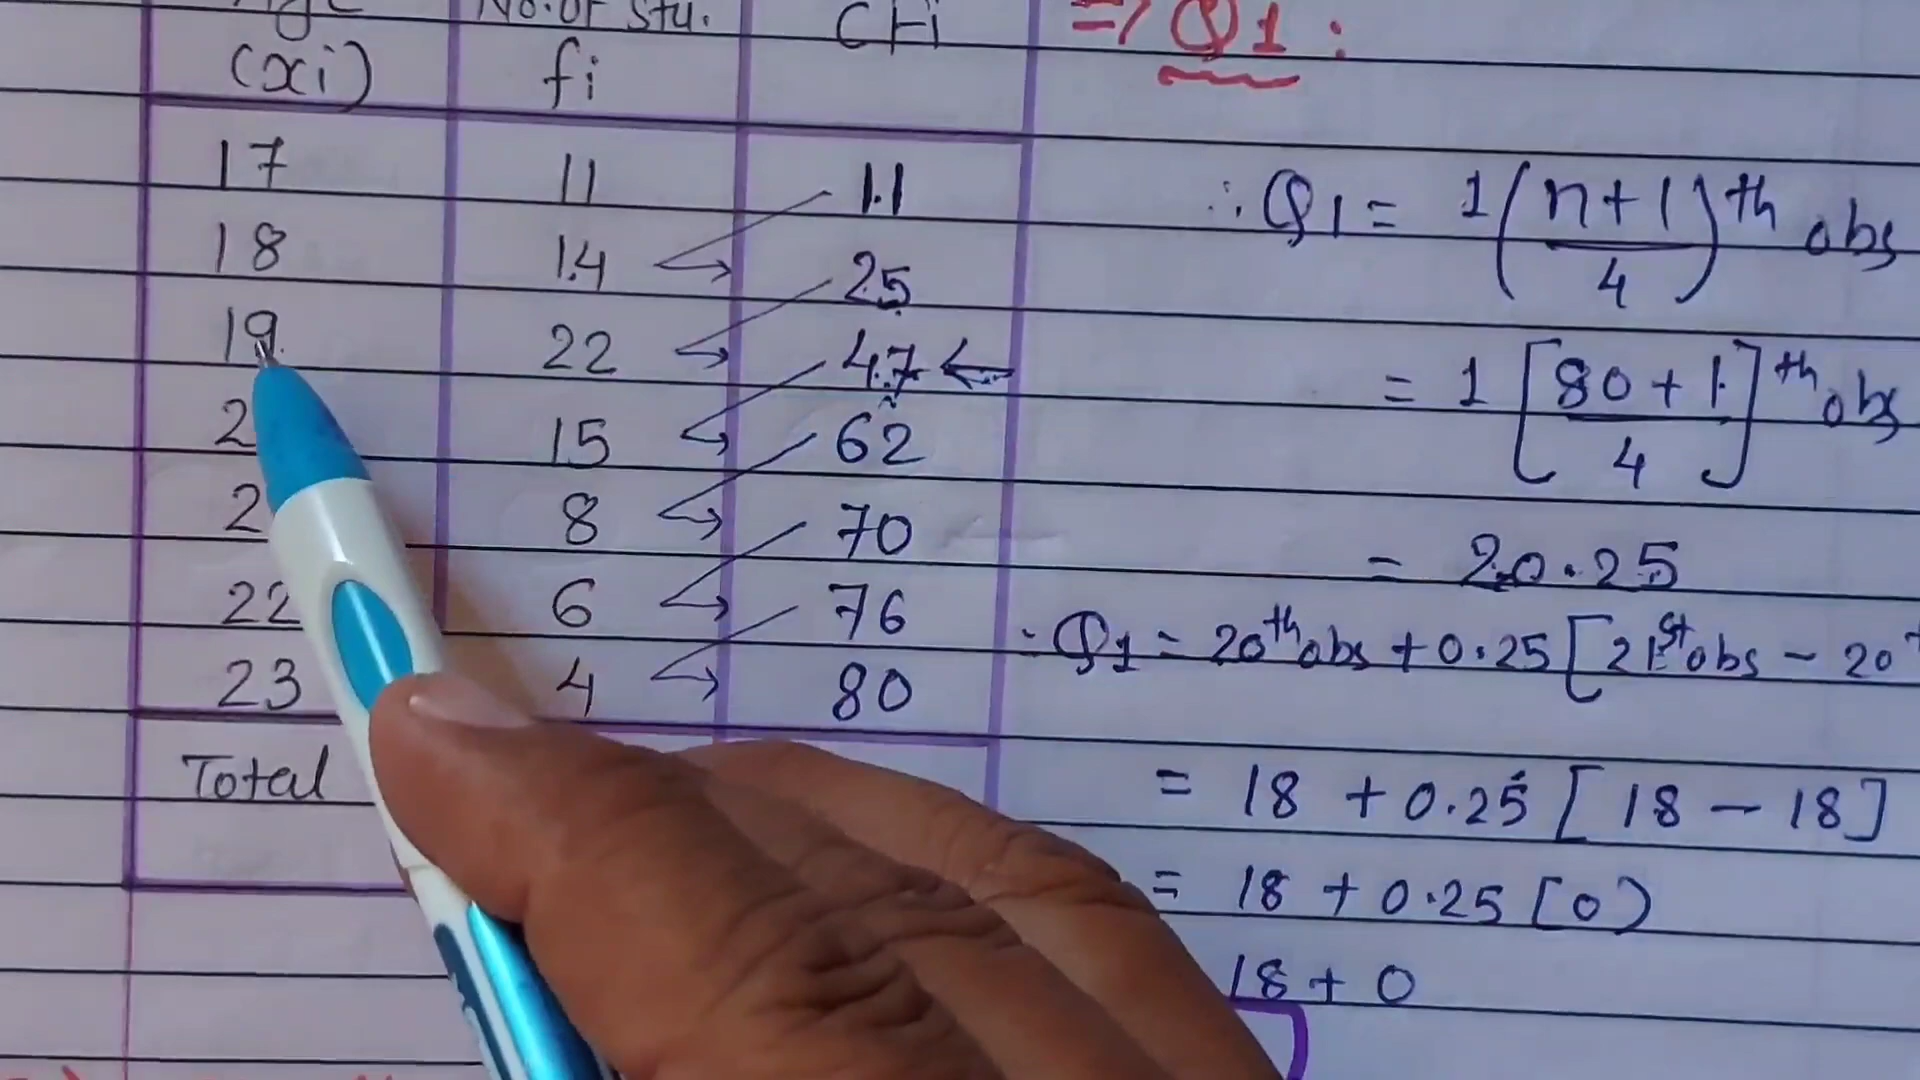 No. of Stu. CFi => Q1 :
(xi) fi
17 11 11
18 14 25
19 22 47 ←
2 15 62
2 8 70
22 6 76
23 4 80
Total
∴ Q1 = 1(n+1/4)th obs
= 1[80+1/4]th obs
= 20.25
∴ Q1 = 20th obs + 0.25 [21st obs - 20
= 18 + 0.25 [18 - 18]
= 18 + 0.25 [0)
18 + 0